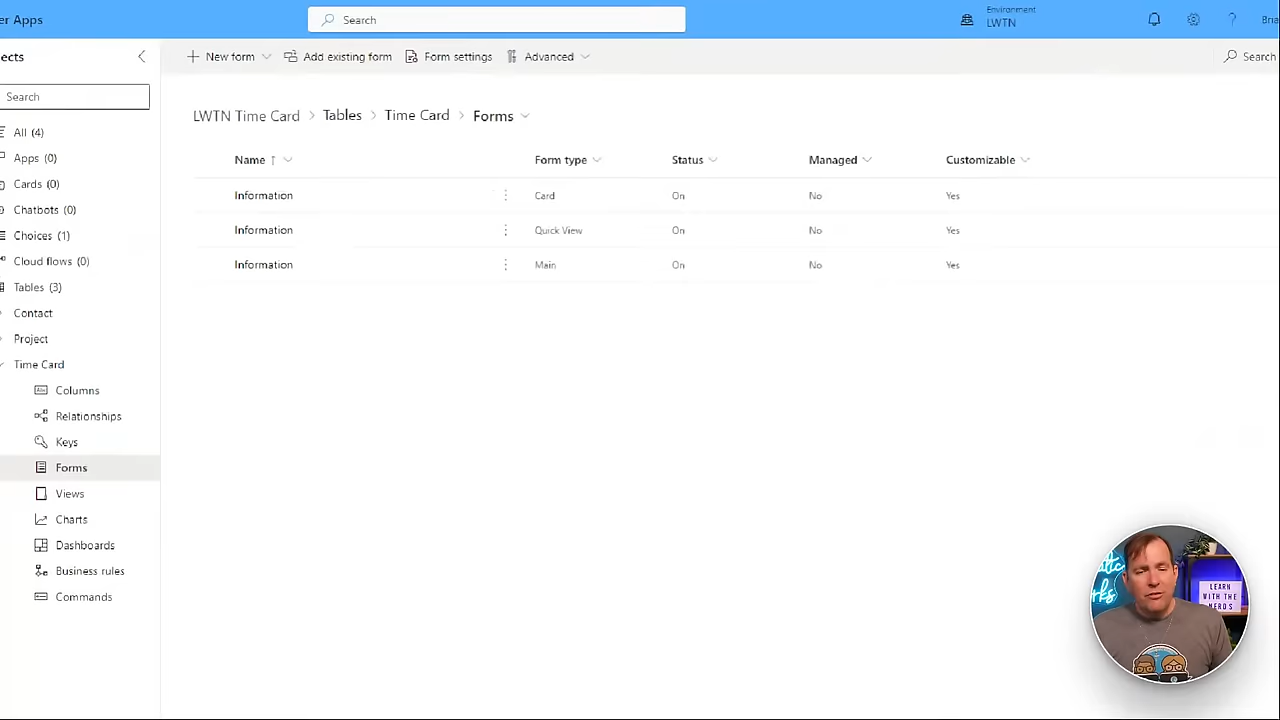 er Apps
Search
Environment
LWTN
Bria
ects
New form
Add existing form
Form settings
Advanced
Search
Search
LWTN Time Card > Tables > Time Card > Forms
Name ↑
Form type
Status
Managed
Customizable
Information
Card
On
No
Yes
Information
Quick View
On
No
Yes
Information
Main
On
No
Yes
All (4)
Apps (0)
Cards (0)
Chatbots (0)
Choices (1)
Cloud flows (0)
Tables (3)
Contact
Project
Time Card
Columns
Relationships
Keys
Forms
Views
Charts
Dashboards
Business rules
Commands
LEARN
WITH THE
NERDS